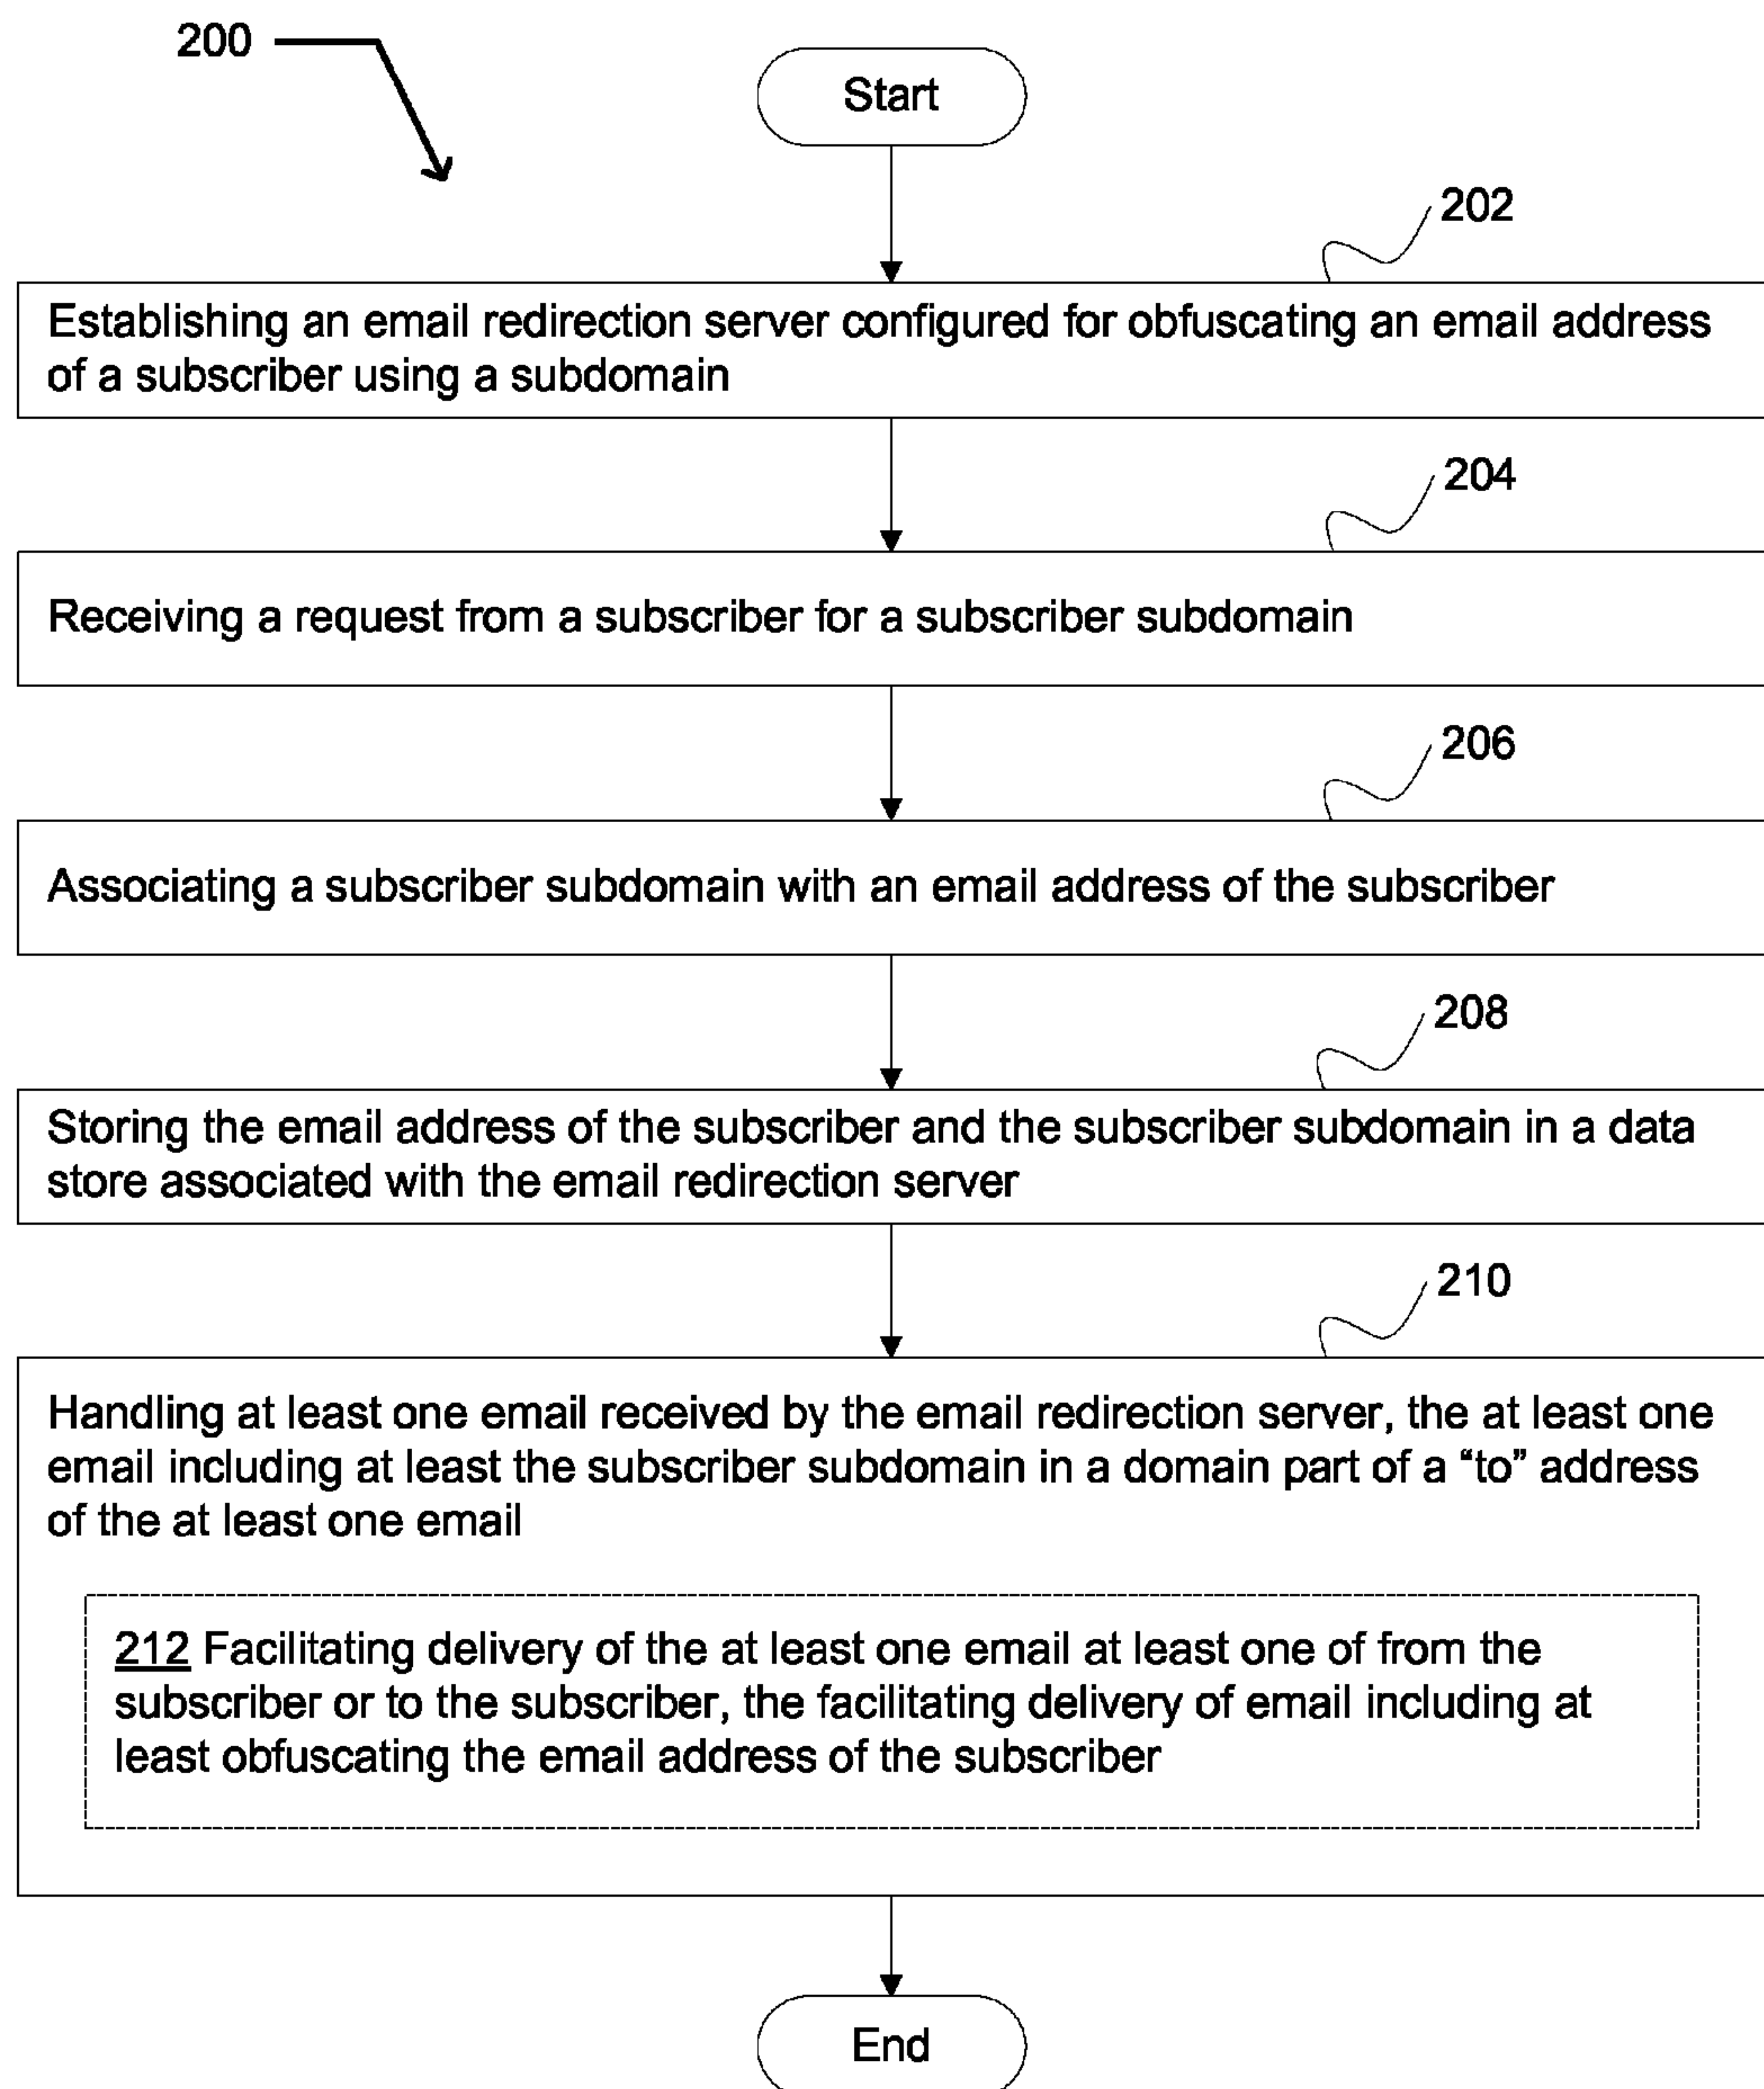 200
Start
202
Establishing an email redirection server configured for obfuscating an email address
of a subscriber using a subdomain
204
Receiving a request from a subscriber for a subscriber subdomain
206
Associating a subscriber subdomain with an email address of the subscriber
208
Storing the email address of the subscriber and the subscriber subdomain in a data
store associated with the email redirection server
210
Handling at least one email received by the email redirection server, the at least one
email including at least the subscriber subdomain in a domain part of a “to” address
of the at least one email
212 Facilitating delivery of the at least one email at least one of from the
subscriber or to the subscriber, the facilitating delivery of email including at
least obfuscating the email address of the subscriber
End